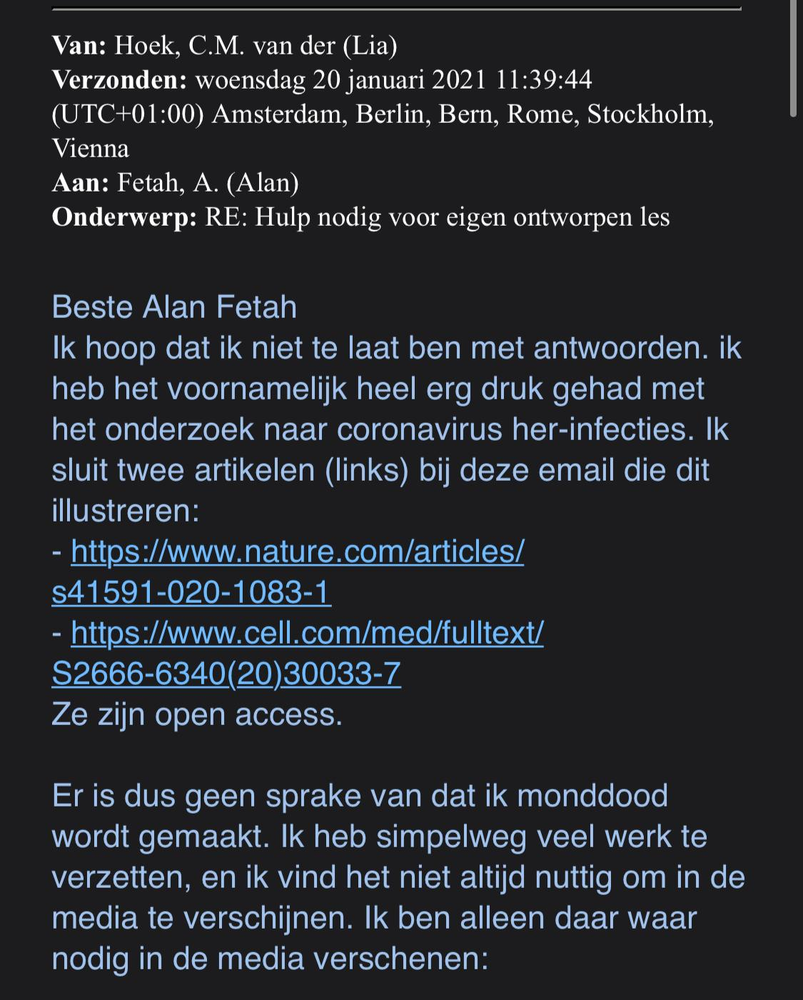 Van: Hoek, C.M. van der (Lia)
Verzonden: woensdag 20 januari 2021 11:39:44
(UTC+01:00) Amsterdam, Berlin, Bern, Rome, Stockholm,
Vienna
Aan: Fetah, A. (Alan)
Onderwerp: RE: Hulp nodig voor eigen ontworpen les
Beste Alan Fetah
Ik hoop dat ik niet te laat ben met antwoorden. ik
heb het voornamelijk heel erg druk gehad met
het onderzoek naar coronavirus her-infecties. Ik
sluit twee artikelen (links) bij deze email die dit
illustreren:
- https://www.nature.com/articles/
s41591-020-1083-1
- https://www.cell.com/med/fulltext/
S2666-6340(20)30033-7
Ze zijn open access.
Er is dus geen sprake van dat ik monddood
wordt gemaakt. Ik heb simpelweg veel werk te
verzetten, en ik vind het niet altijd nuttig om in de
media te verschijnen. Ik ben alleen daar waar
nodig in de media verschenen: